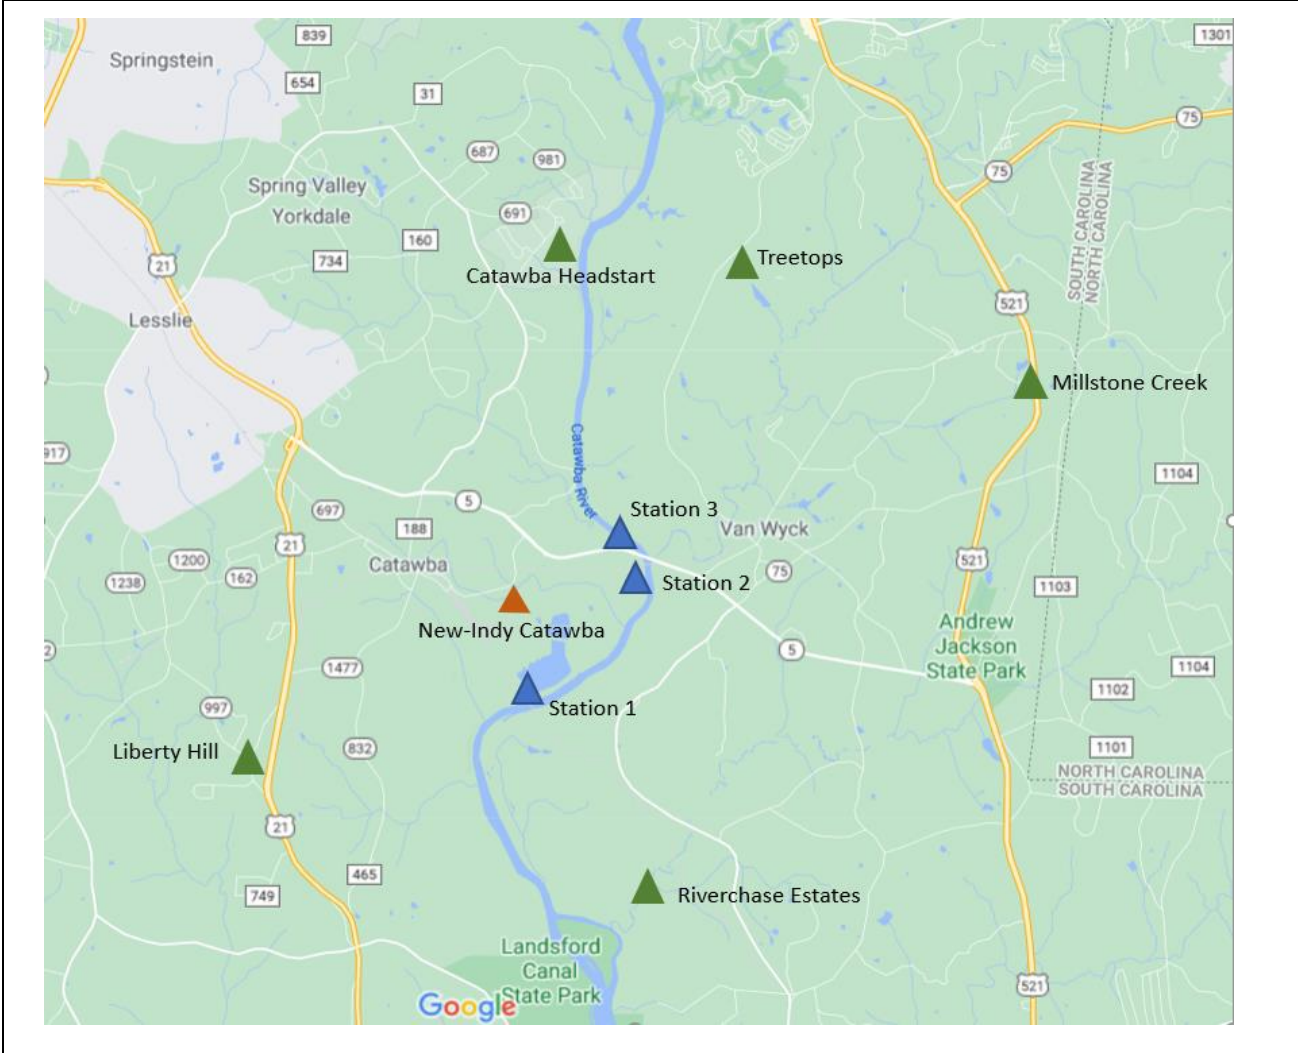 839
1301
Springstein
654
31
75
687
981
75
Spring Valley
Yorkdale
691
160
734
21
SOUTH CAROLINA
NORTH CAROLINA
Treetops
Catawba Headstart
521
Lesslie
Millstone Creek
Catawba River
917
1104
5
697
Station 3
188
Van Wyck
21
1200
Catawba
521
1238
162
75
Station 2
1103
New-Indy Catawba
Andrew
Jackson
State Park
2
5
1477
1104
1102
997
Station 1
Liberty Hill
832
1101
NORTH CAROLINA
SOUTH CAROLINA
21
465
749
Riverchase Estates
Landsford
Canal
State Park
Google
521